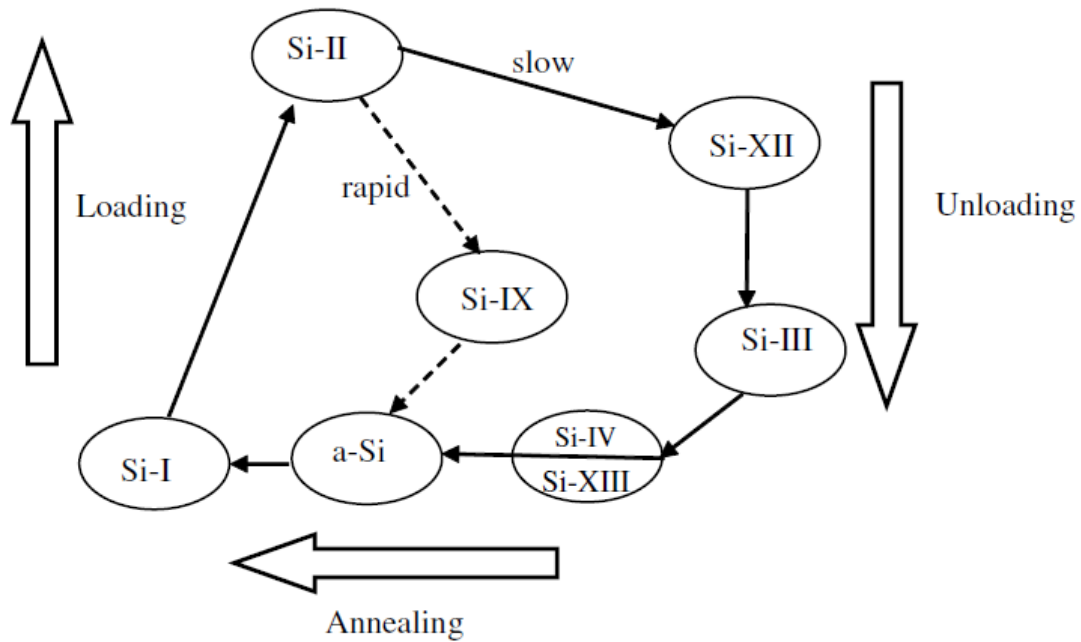 Si-II
slow
Si-XII
rapid
Loading
Unloading
Si-IX
Si-III
Si-IV
a-Si
Si-I
Si-XIII
Annealing